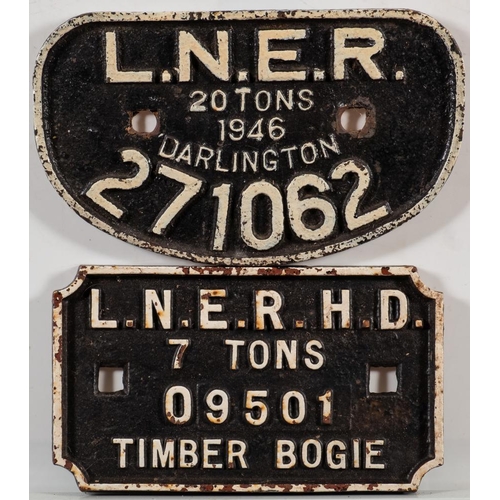 L.N.E.R.
20 TONS
1946
DARLINGTON
271062
L.N.E.R.H.D.
7 TONS
09501
TIMBER BOGIE